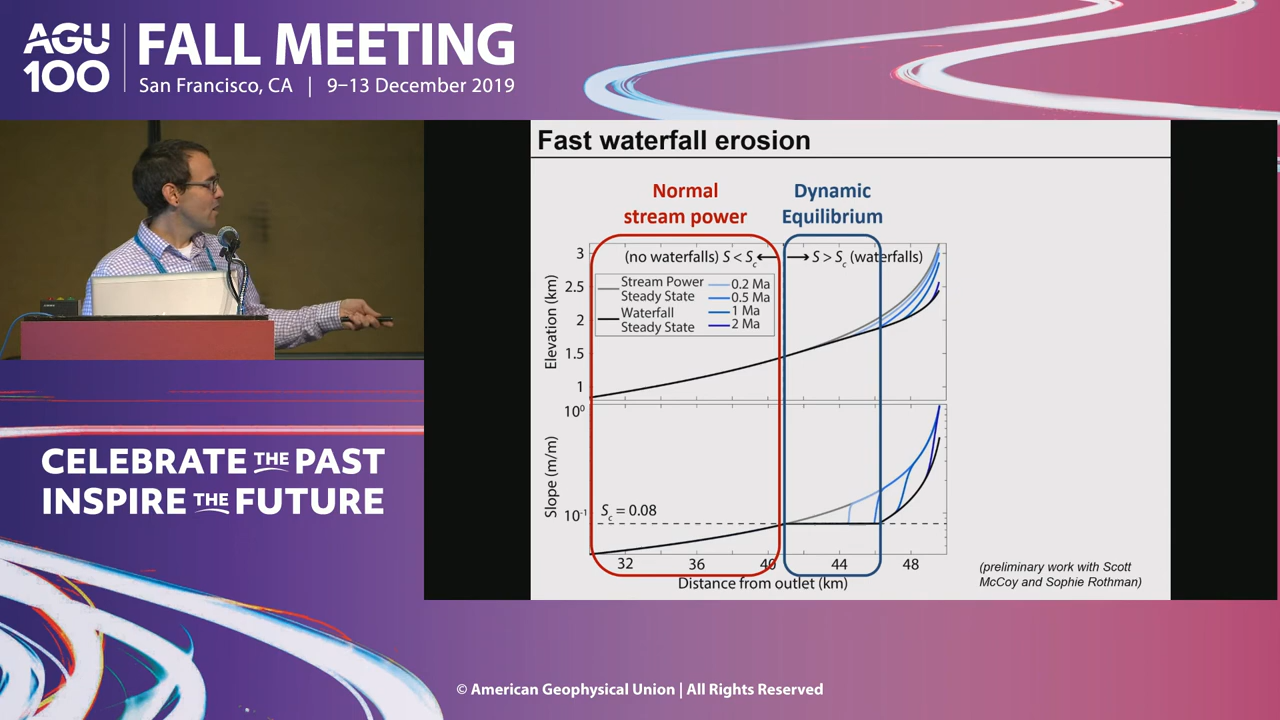 AGU
100
FALL MEETING
San Francisco, CA | 9–13 December 2019
Fast waterfall erosion
Normal
stream power
Dynamic
Equilibrium
(no waterfalls) S < Sc
S > Sc (waterfalls)
Stream Power
Steady State
Waterfall
Steady State
0.2 Ma
0.5 Ma
1 Ma
2 Ma
Elevation (km)
3
2.5
2
1.5
1
Slope (m/m)
10⁰
10⁻¹
Sc = 0.08
32 36 40 44 48
Distance from outlet (km)
(preliminary work with Scott
McCoy and Sophie Rothman)
CELEBRATE THE PAST
INSPIRE THE FUTURE
© American Geophysical Union | All Rights Reserved